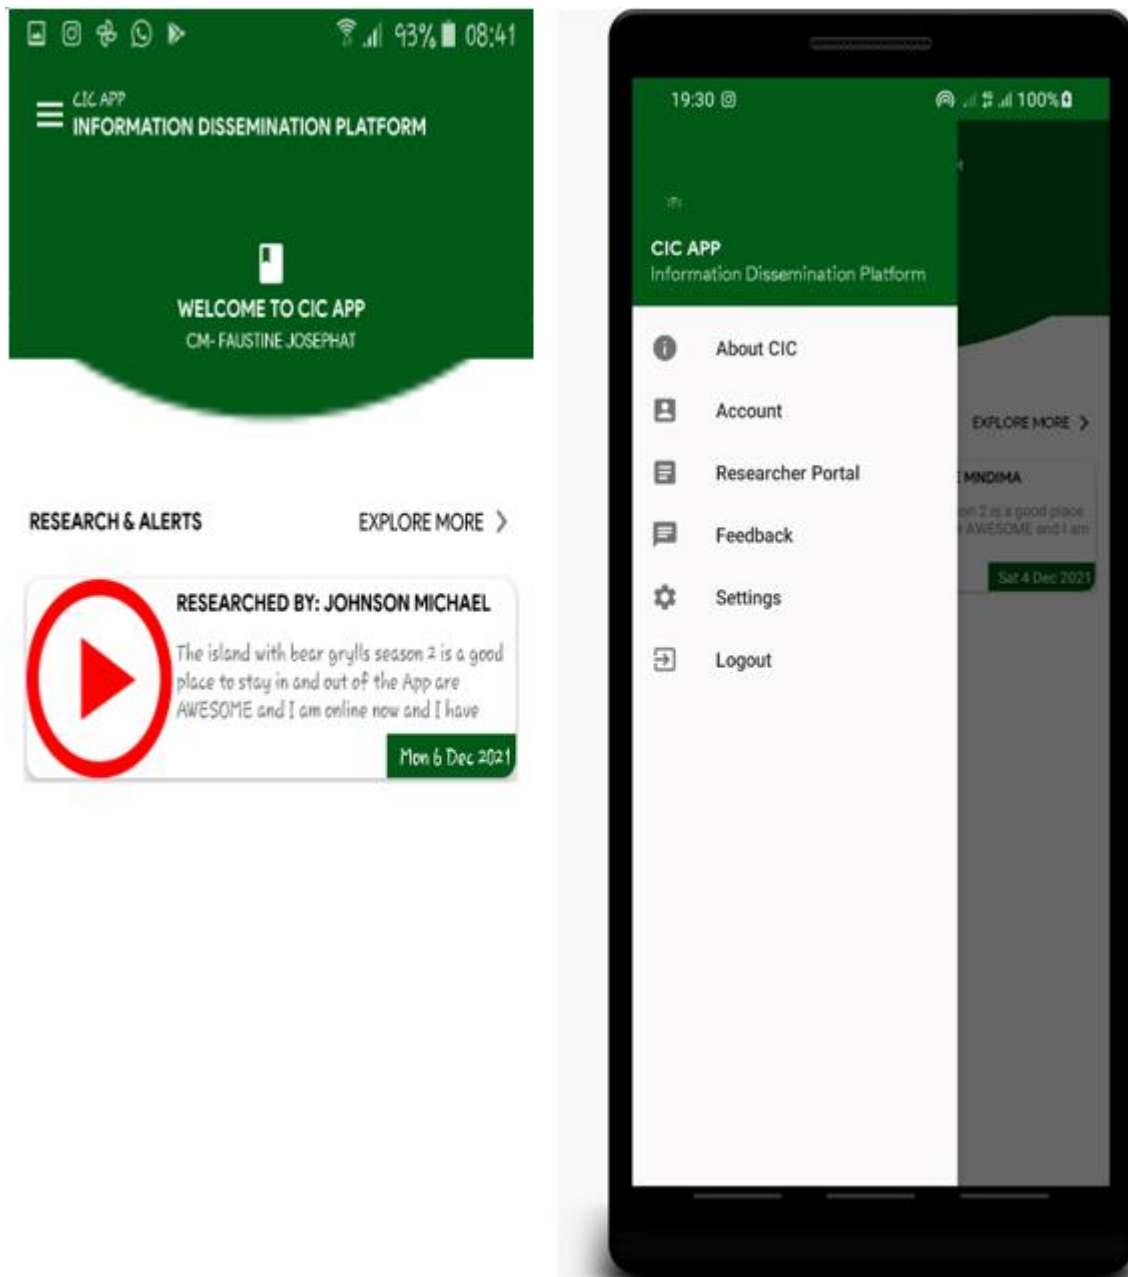 93% 08:41
CIC APP
INFORMATION DISSEMINATION PLATFORM
WELCOME TO CIC APP
CM- FAUSTINE JOSEPHAT
RESEARCH & ALERTS
EXPLORE MORE
RESEARCHED BY: JOHNSON MICHAEL
The island with bear grylls season 2 is a good
place to stay in and out of the App are
AWESOME and I am online now and I have
Mon 6 Dec 2021
19:30
100%
CIC APP
Information Dissemination Platform
About CIC
Account
Researcher Portal
Feedback
Settings
Logout
EXPLORE MORE
MNDIMA
on 2 is a good place
AWESOME and I am
Sat 4 Dec 2021